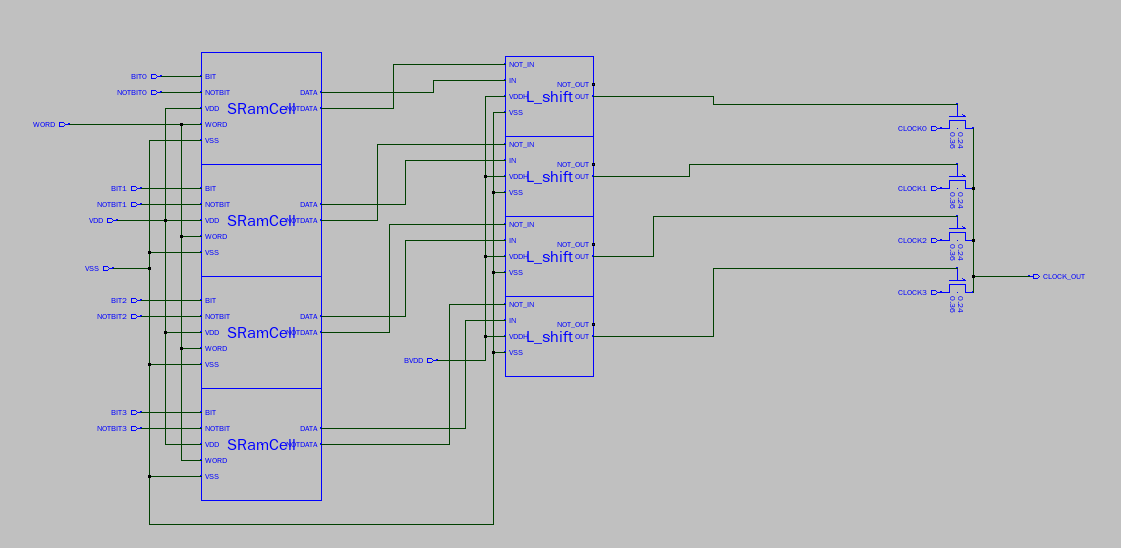 BIT0
NOTBIT0
WORD
BIT
NOTBIT
VDD
WORD
VSS
SRamCell
DATA
NOTDATA
BIT1
NOTBIT1
VDD
VSS
BIT
NOTBIT
VDD
WORD
VSS
SRamCell
DATA
NOTDATA
BIT2
NOTBIT2
BIT
NOTBIT
VDD
WORD
VSS
SRamCell
DATA
NOTDATA
BIT3
NOTBIT3
BIT
NOTBIT
VDD
WORD
VSS
SRamCell
DATA
NOTDATA
NOT_IN
IN
VDDH
VSS
L_shift
NOT_OUT
OUT
NOT_IN
IN
VDDH
VSS
L_shift
NOT_OUT
OUT
NOT_IN
IN
VDDH
VSS
L_shift
NOT_OUT
OUT
NOT_IN
IN
VDDH
VSS
L_shift
NOT_OUT
OUT
BVDD
CLOCK0
0.24
0.36
CLOCK1
0.24
0.36
CLOCK2
0.24
0.36
CLOCK3
0.24
0.36
CLOCK_OUT